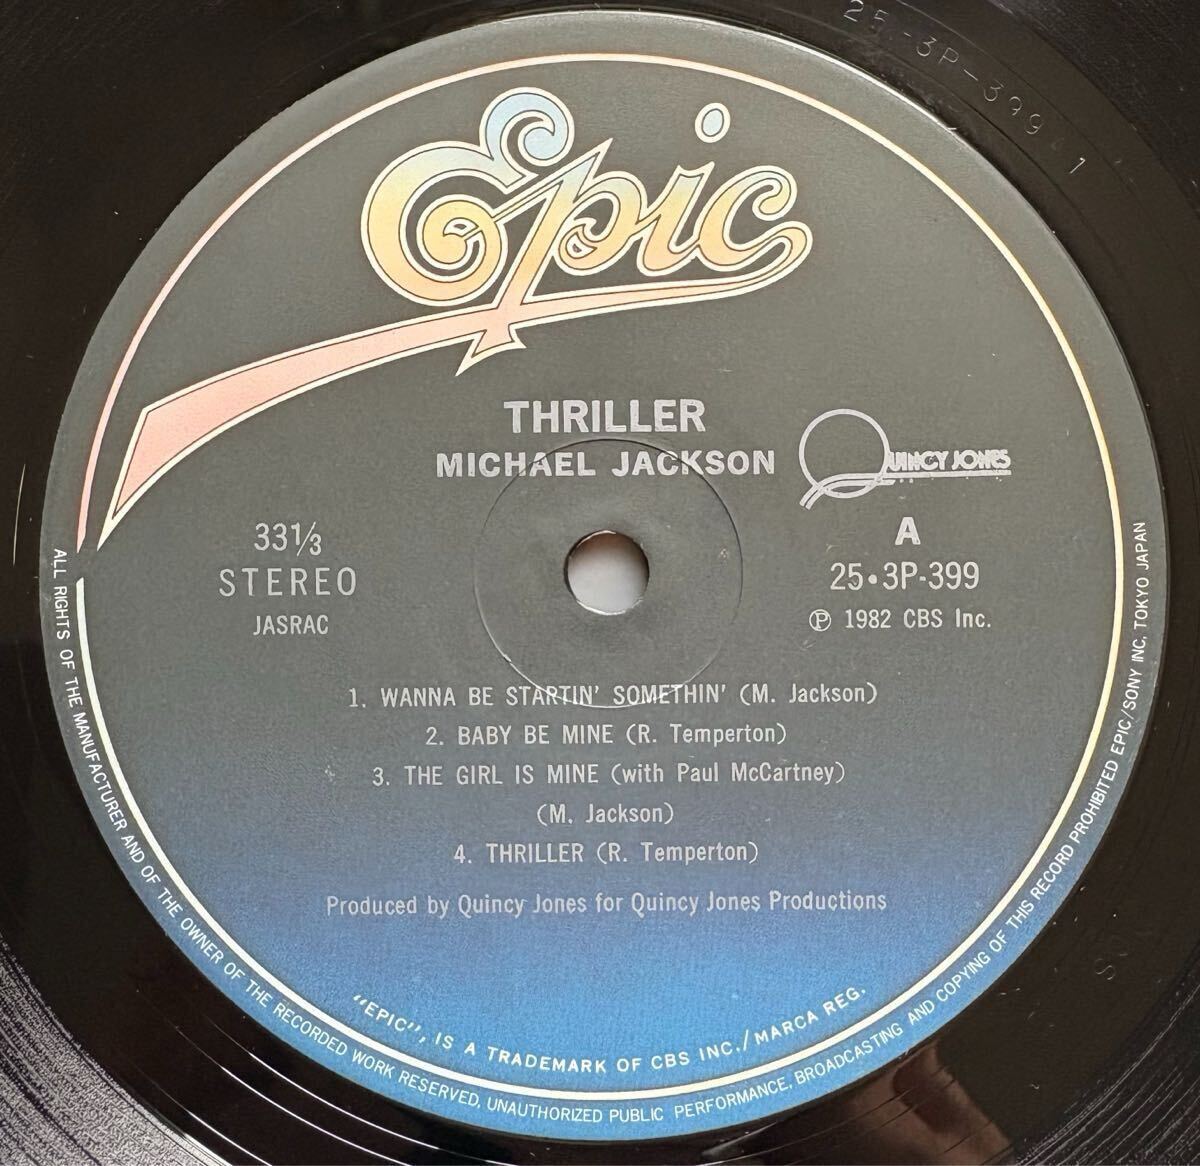 25-3P-399 A1
Epic
THRILLER
MICHAEL JACKSON
QUINCY JONES
33⅓
STEREO
JASRAC
A
25•3P-399
Ⓟ 1982 CBS Inc.
1. WANNA BE STARTIN' SOMETHIN' (M. Jackson)
2. BABY BE MINE (R. Temperton)
3. THE GIRL IS MINE (with Paul McCartney)
(M. Jackson)
4. THRILLER (R. Temperton)
Produced by Quincy Jones for Quincy Jones Productions
"EPIC", IS A TRADEMARK OF CBS INC./MARCA REG.
ALL RIGHTS OF THE MANUFACTURER AND OF THE OWNER OF THE RECORDED WORK RESERVED, UNAUTHORIZED PUBLIC PERFORMANCE, BROADCASTING AND COPYING OF THIS RECORD PROHIBITED EPIC/SONY INC. TOKYO JAPAN